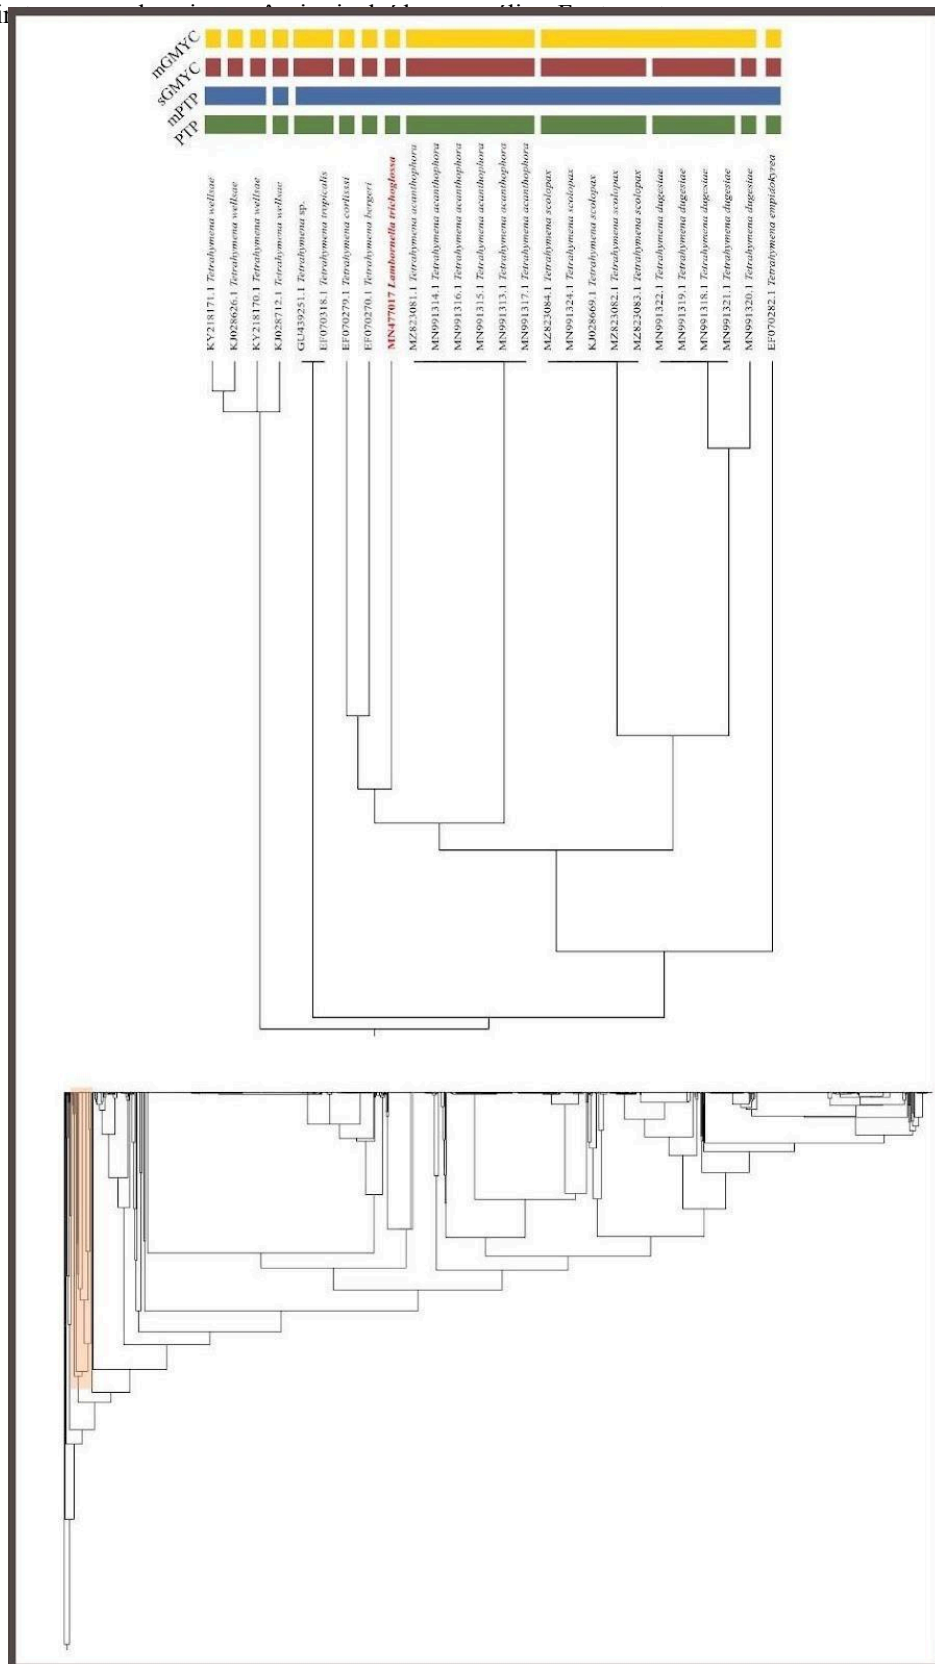 mGMYC
sGMYC
mPTP
PTP
KY218171.1 Tetrahymena wellsae
KJ028626.1 Tetrahymena wellsae
KY218170.1 Tetrahymena wellsae
KJ028712.1 Tetrahymena wellsae
GU439251.1 Tetrahymena sp.
EF070318.1 Tetrahymena tropicalis
EF070279.1 Tetrahymena corlissi
EF070270.1 Tetrahymena bergeri
MN477017 Lambornella trichoglossa
MZ823081.1 Tetrahymena acanthophora
MN991314.1 Tetrahymena acanthophora
MN991316.1 Tetrahymena acanthophora
MN991315.1 Tetrahymena acanthophora
MN991313.1 Tetrahymena acanthophora
MN991317.1 Tetrahymena acanthophora
MZ823084.1 Tetrahymena scolopax
MN991324.1 Tetrahymena scolopax
KJ028669.1 Tetrahymena scolopax
MZ823082.1 Tetrahymena scolopax
MZ823083.1 Tetrahymena scolopax
MN991322.1 Tetrahymena dugesiae
MN991319.1 Tetrahymena dugesiae
MN991318.1 Tetrahymena dugesiae
MN991321.1 Tetrahymena dugesiae
MN991320.1 Tetrahymena dugesiae
EF070282.1 Tetrahymena empidokyrea